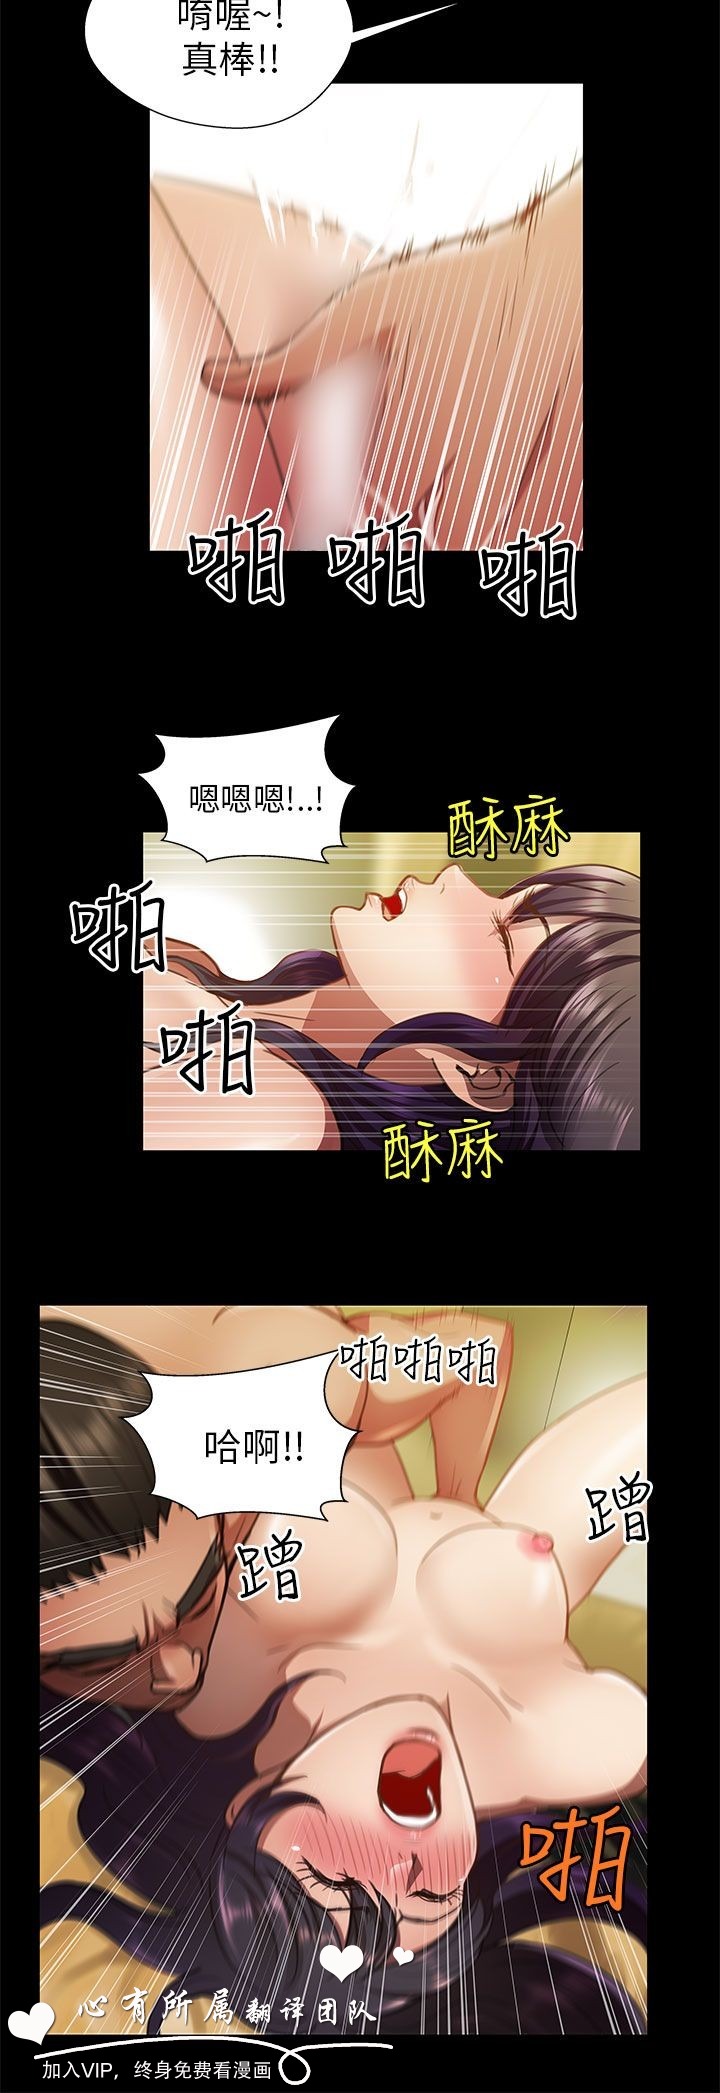 唷喔~!
真棒!!
啪 啪 啪
嗯嗯嗯!..!
酥麻
啪
啪
酥麻
啪啪啪
哈啊!!
蹭
蹭
啪
心有所属翻译团队
加入VIP，终身免费看漫画